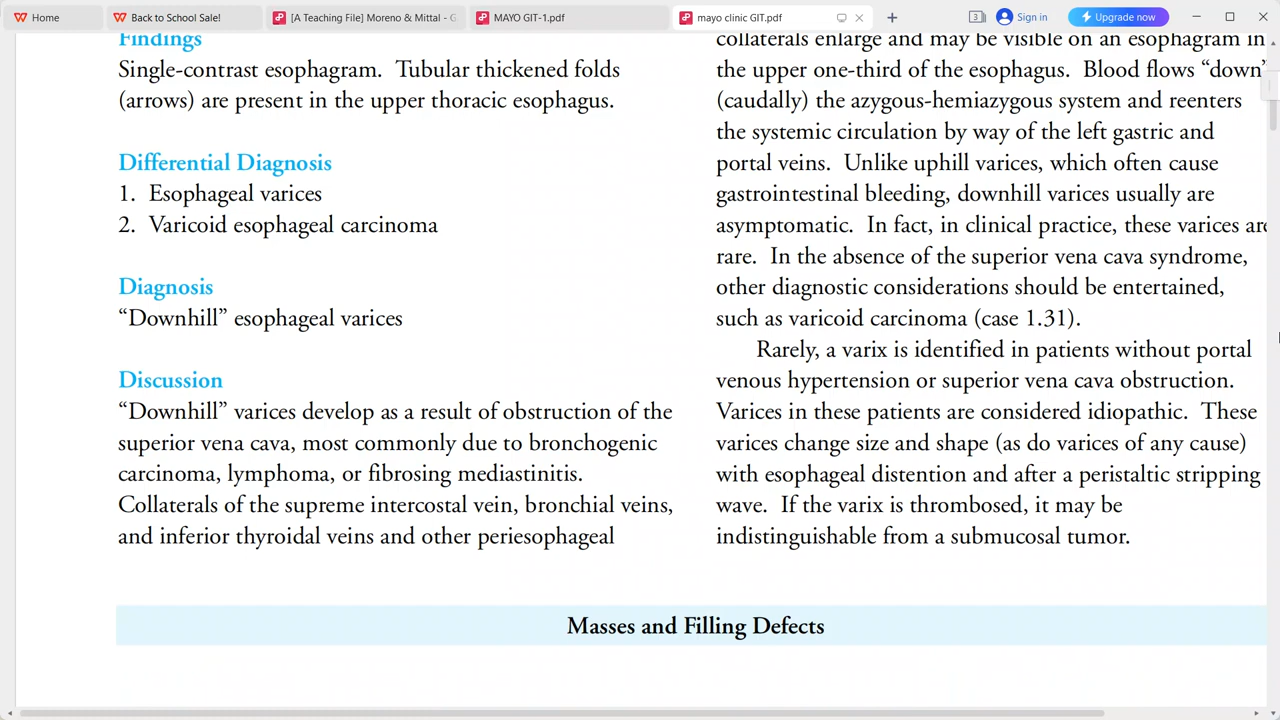 Home
Back to School Sale!
[A Teaching File] Moreno & Mittal - G
MAYO GIT-1.pdf
mayo clinic GIT.pdf
3
Sign in
Upgrade now
Findings
Single-contrast esophagram. Tubular thickened folds
(arrows) are present in the upper thoracic esophagus.
Differential Diagnosis
1. Esophageal varices
2. Varicoid esophageal carcinoma
Diagnosis
“Downhill” esophageal varices
Discussion
“Downhill” varices develop as a result of obstruction of the
superior vena cava, most commonly due to bronchogenic
carcinoma, lymphoma, or fibrosing mediastinitis.
Collaterals of the supreme intercostal vein, bronchial veins,
and inferior thyroidal veins and other periesophageal
collaterals enlarge and may be visible on an esophagram in
the upper one-third of the esophagus. Blood flows “down”
(caudally) the azygous-hemiazygous system and reenters
the systemic circulation by way of the left gastric and
portal veins. Unlike uphill varices, which often cause
gastrointestinal bleeding, downhill varices usually are
asymptomatic. In fact, in clinical practice, these varices are
rare. In the absence of the superior vena cava syndrome,
other diagnostic considerations should be entertained,
such as varicoid carcinoma (case 1.31).
Rarely, a varix is identified in patients without portal
venous hypertension or superior vena cava obstruction.
Varices in these patients are considered idiopathic. These
varices change size and shape (as do varices of any cause)
with esophageal distention and after a peristaltic stripping
wave. If the varix is thrombosed, it may be
indistinguishable from a submucosal tumor.
Masses and Filling Defects